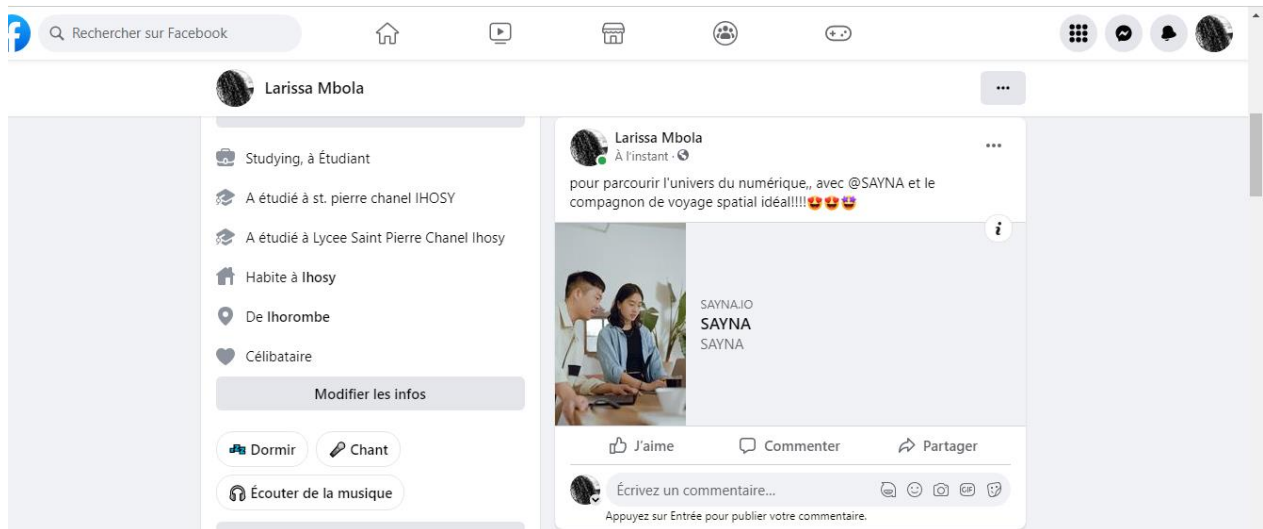 Rechercher sur Facebook
Larissa Mbola
Studying, à Étudiant
A étudié à st. pierre chanel IHOSY
A étudié à Lycee Saint Pierre Chanel Ihosy
Habite à Ihosy
De Ihorombe
Célibataire
Modifier les infos
Dormir
Chant
Écouter de la musique
Larissa Mbola
À l'instant ·
pour parcourir l'univers du numérique,, avec @SAYNA et le
compagnon de voyage spatial idéal!!!!🤩🤩🤩
SAYNA.IO
SAYNA
SAYNA
J'aime
Commenter
Partager
Écrivez un commentaire...
GIF
Appuyez sur Entrée pour publier votre commentaire.